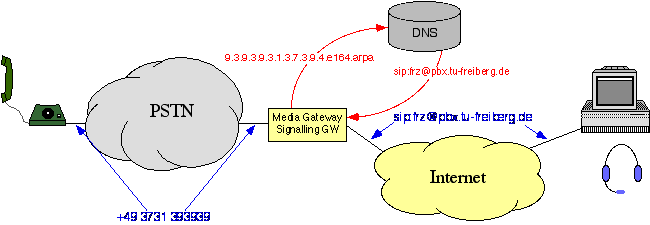 DNS
9.3.9.3.9.3.1.3.7.3.9.4.e164.arpa
sip:frz@pbx.tu-freiberg.de
PSTN
Media Gateway
Signalling GW
sip:frz@pbx.tu-freiberg.de
Internet
+49 3731 393939